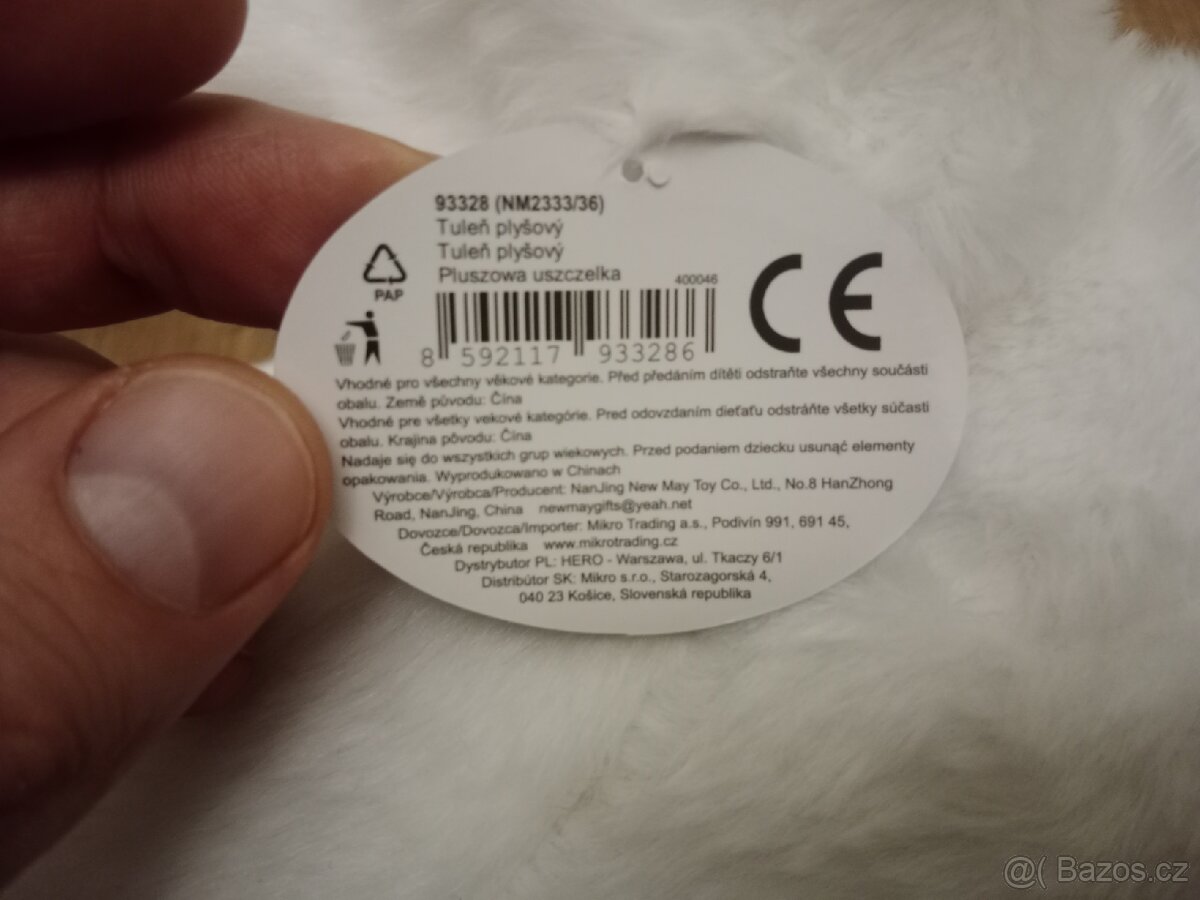 93328 (NM2333/36)
Tuleň plyšový
Tuleň plyšový
Pluszowa uszczelka
400046
PAP
8 592117 933286
CE
Vhodné pro všechny věkové kategorie. Před předáním dítěti odstraňte všechny součásti
obalu. Země původu: Čína
Vhodné pre všetky vekové kategórie. Pred odovzdaním dieťaťu odstráňte všetky súčasti
obalu. Krajina pôvodu: Čína
Nadaje się do wszystkich grup wiekowych. Przed podaniem dziecku usunąć elementy
opakowania. Wyprodukowano w Chinach
Výrobce/Výrobca/Producent: NanJing New May Toy Co., Ltd., No.8 HanZhong
Road, NanJing, China newmaygifts@yeah.net
Dovozce/Dovozca/Importer: Mikro Trading a.s., Podivín 991, 691 45,
Česká republika www.mikrotrading.cz
Dystrybutor PL: HERO - Warszawa, ul. Tkaczy 6/1
Distribútor SK: Mikro s.r.o., Starozagorská 4,
040 23 Košice, Slovenská republika
@( Bazos.cz